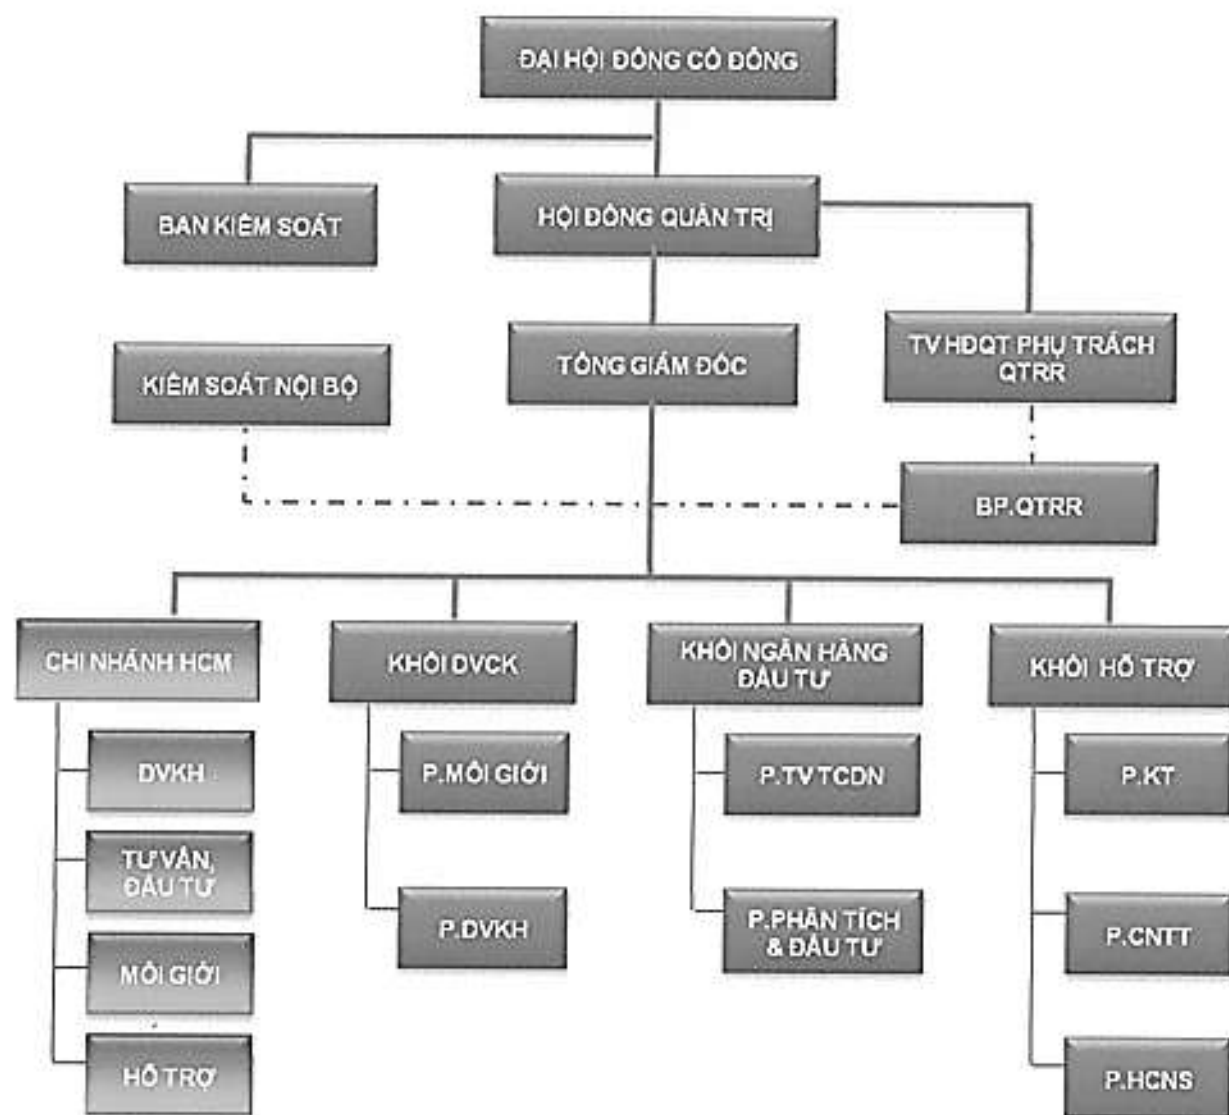 ĐẠI HỘI ĐỒNG CỔ ĐÔNG
BAN KIỂM SOÁT
HỘI ĐỒNG QUẢN TRỊ
KIỂM SOÁT NỘI BỘ
TỔNG GIÁM ĐỐC
TV HĐQT PHỤ TRÁCH
QTRR
BP.QTRR
CHI NHÁNH HCM
KHỐI DVCK
KHỐI NGÂN HÀNG
ĐẦU TƯ
KHỐI HỖ TRỢ
DVKH
TƯ VẤN,
ĐẦU TƯ
MÔI GIỚI
HỖ TRỢ
P.MÔI GIỚI
P.DVKH
P.TV TCDN
P.PHÂN TÍCH
& ĐẦU TƯ
P.KT
P.CNTT
P.HCNS